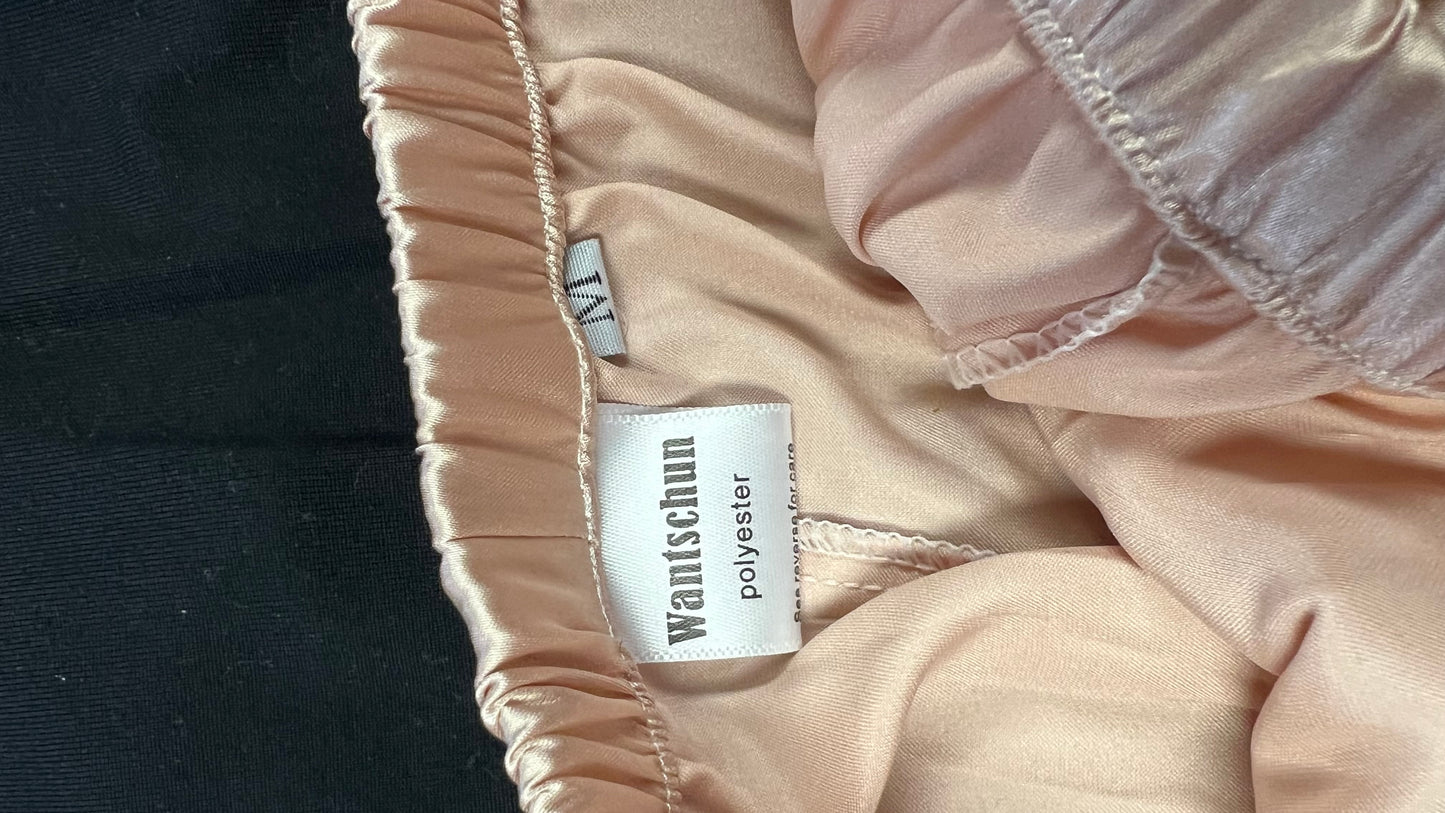 M
Wantschun
polyester
See reverse for care